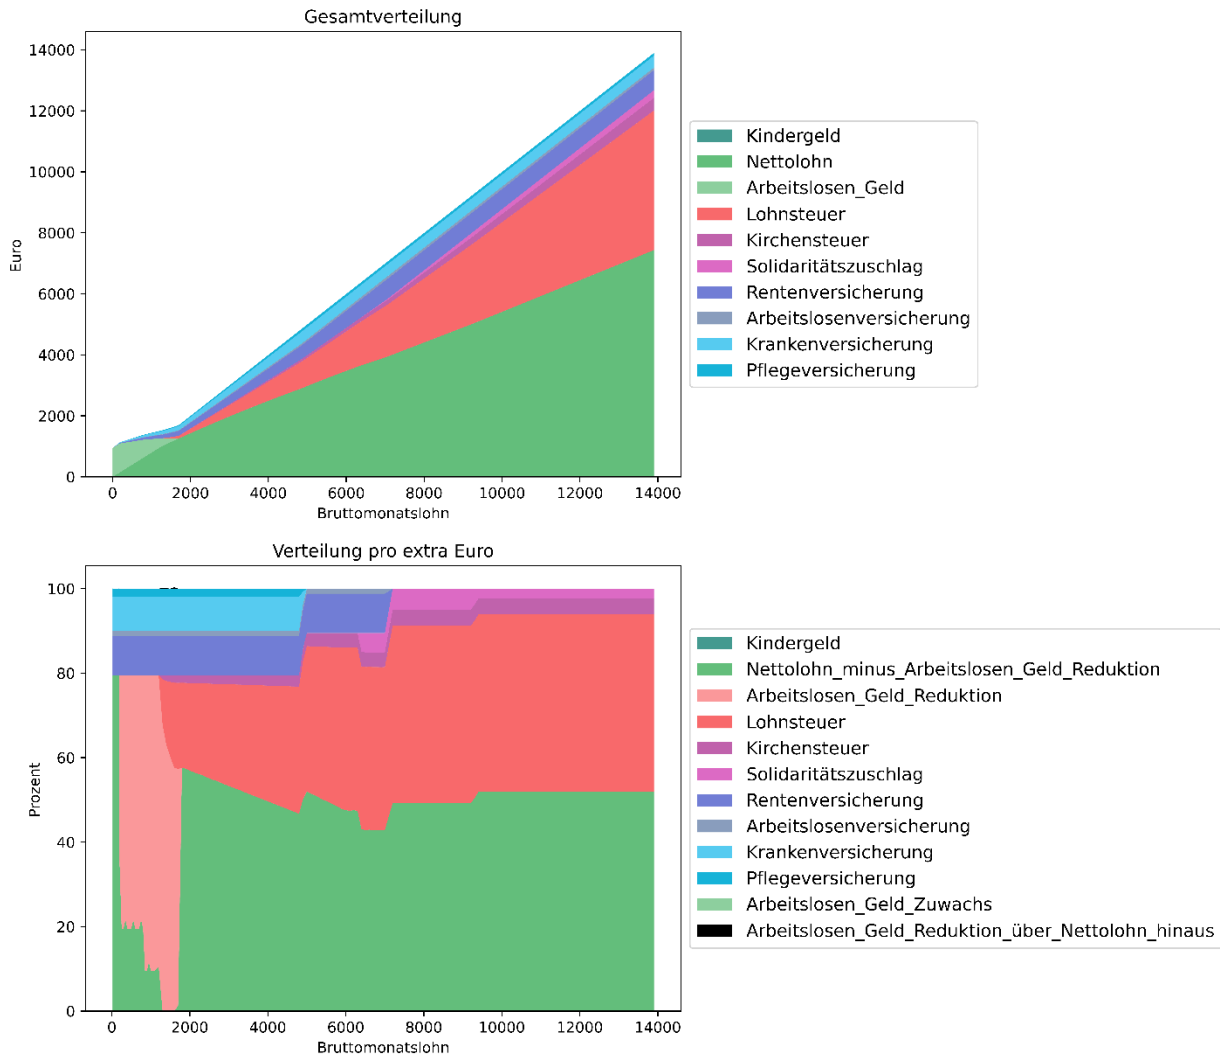 Gesamtverteilung
14000
12000
10000
8000
6000
4000
2000
0
Euro
0 2000 4000 6000 8000 10000 12000 14000
Bruttomonatslohn
Kindergeld
Nettolohn
Arbeitslosen_Geld
Lohnsteuer
Kirchensteuer
Solidaritätszuschlag
Rentenversicherung
Arbeitslosenversicherung
Krankenversicherung
Pflegeversicherung
Verteilung pro extra Euro
100
80
60
40
20
0
Prozent
0 2000 4000 6000 8000 10000 12000 14000
Bruttomonatslohn
Kindergeld
Nettolohn_minus_Arbeitslosen_Geld_Reduktion
Arbeitslosen_Geld_Reduktion
Lohnsteuer
Kirchensteuer
Solidaritätszuschlag
Rentenversicherung
Arbeitslosenversicherung
Krankenversicherung
Pflegeversicherung
Arbeitslosen_Geld_Zuwachs
Arbeitslosen_Geld_Reduktion_über_Nettolohn_hinaus